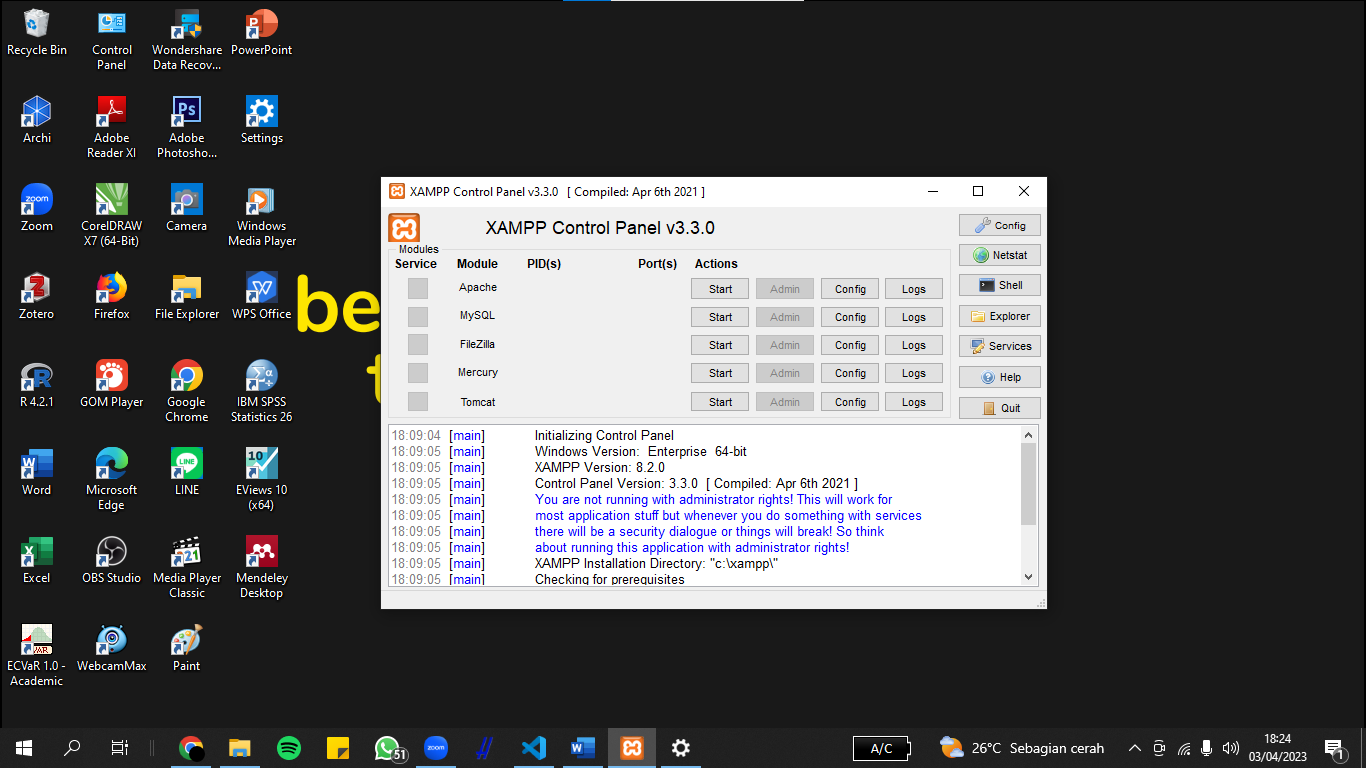 Recycle Bin
Control
Panel
Wondershare
Data Recov...
PowerPoint
Archi
Adobe
Reader XI
Adobe
Photosho...
Settings
Zoom
CorelDRAW
X7 (64-Bit)
Camera
Windows
Media Player
Zotero
Firefox
File Explorer
WPS Office
R 4.2.1
GOM Player
Google
Chrome
IBM SPSS
Statistics 26
Word
Microsoft
Edge
LINE
EViews 10
(x64)
Excel
OBS Studio
Media Player
Classic
Mendeley
Desktop
ECVaR 1.0 -
Academic
WebcamMax
Paint
be
XAMPP Control Panel v3.3.0 [ Compiled: Apr 6th 2021 ]
XAMPP Control Panel v3.3.0
Modules
Service Module PID(s) Port(s) Actions
Apache Start Admin Config Logs
MySQL Start Admin Config Logs
FileZilla Start Admin Config Logs
Mercury Start Admin Config Logs
Tomcat Start Admin Config Logs
Config
Netstat
Shell
Explorer
Services
Help
Quit
18:09:04 [main] Initializing Control Panel
18:09:05 [main] Windows Version: Enterprise 64-bit
18:09:05 [main] XAMPP Version: 8.2.0
18:09:05 [main] Control Panel Version: 3.3.0 [ Compiled: Apr 6th 2021 ]
18:09:05 [main] You are not running with administrator rights! This will work for
18:09:05 [main] most application stuff but whenever you do something with services
18:09:05 [main] there will be a security dialogue or things will break! So think
18:09:05 [main] about running this application with administrator rights!
18:09:05 [main] XAMPP Installation Directory: "c:\xampp\"
18:09:05 [main] Checking for prerequisites
51
zoom
A/C
26°C Sebagian cerah
18:24
03/04/2023
1